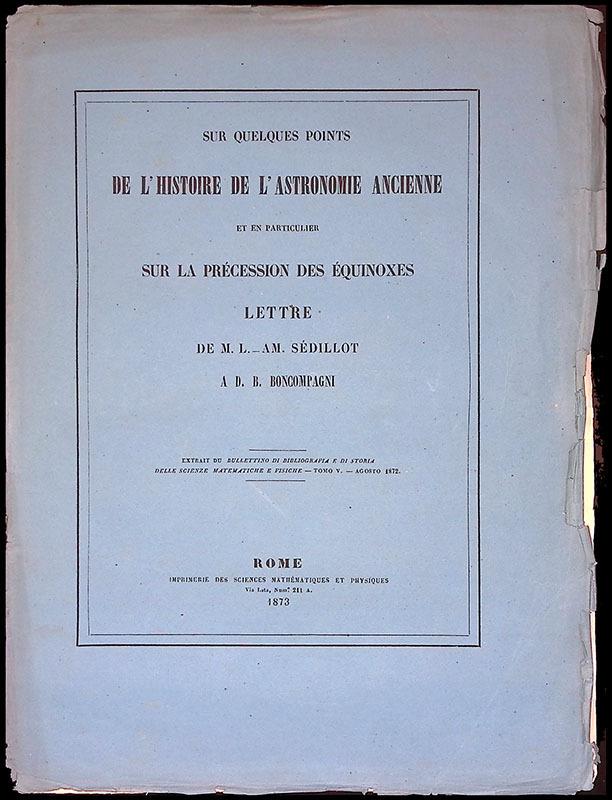 SUR QUELQUES POINTS
DE L'HISTOIRE DE L'ASTRONOMIE ANCIENNE
ET EN PARTICULIER
SUR LA PRÉCESSION DES ÉQUINOXES
LETTRE
DE M. L.-AM. SÉDILLOT
A D. B. BONCOMPAGNI
EXTRAIT DU BULLETTINO DI BIBLIOGRAFIA E DI STORIA
DELLE SCIENZE MATEMATICHE E FISICHE — TOMO V. — AGOSTO 1872.
ROME
IMPRIMERIE DES SCIENCES MATHÉMATIQUES ET PHYSIQUES
Via Lata, Num.º 211 A.
1873